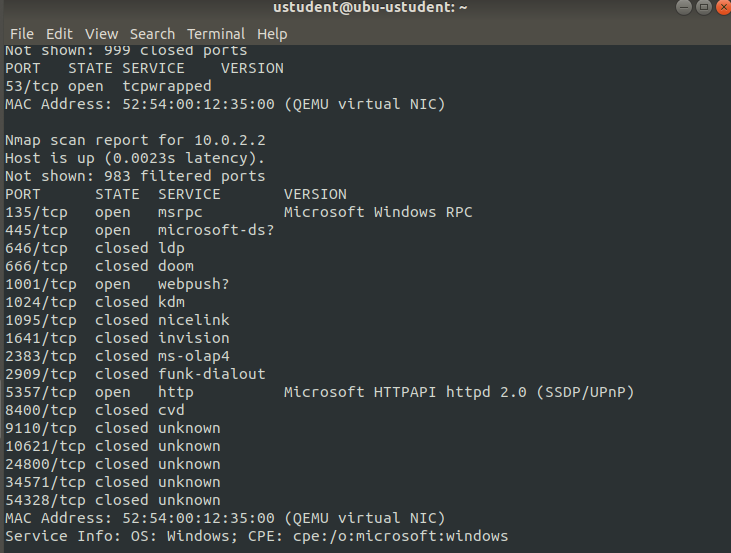 ustudent@ubu-ustudent: ~
File Edit View Search Terminal Help
Not shown: 999 closed ports
PORT   STATE SERVICE    VERSION
53/tcp open  tcpwrapped
MAC Address: 52:54:00:12:35:00 (QEMU virtual NIC)

Nmap scan report for 10.0.2.2
Host is up (0.0023s latency).
Not shown: 983 filtered ports
PORT      STATE  SERVICE       VERSION
135/tcp   open   msrpc         Microsoft Windows RPC
445/tcp   open   microsoft-ds?
646/tcp   closed ldp
666/tcp   closed doom
1001/tcp  open   webpush?
1024/tcp  closed kdm
1095/tcp  closed nicelink
1641/tcp  closed invision
2383/tcp  closed ms-olap4
2909/tcp  closed funk-dialout
5357/tcp  open   http          Microsoft HTTPAPI httpd 2.0 (SSDP/UPnP)
8400/tcp  closed cvd
9110/tcp  closed unknown
10621/tcp closed unknown
24800/tcp closed unknown
34571/tcp closed unknown
54328/tcp closed unknown
MAC Address: 52:54:00:12:35:00 (QEMU virtual NIC)
Service Info: OS: Windows; CPE: cpe:/o:microsoft:windows